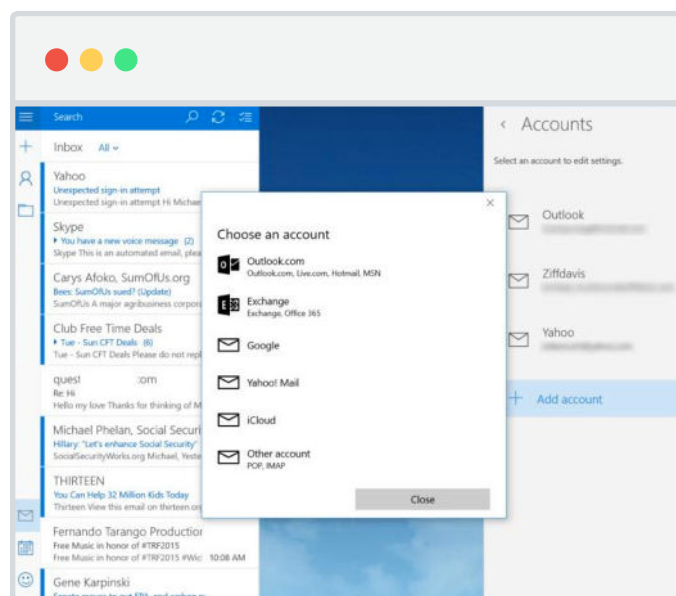 Search
Inbox All
Yahoo
Unexpected sign-in attempt
Unexpected sign-in attempt Hi Michae
Skype
You have a new voice message (2)
Skype This is an automated email, plea
Carys Afoko, SumOfUs.org
Bees: SumOfUs sued? (Update)
SumOfUs A major agribusiness corpor
Club Free Time Deals
Tue - Sun CFT Deals (6)
Tue - Sun CFT Deals Please do not repl
quest :om
Re: Hi
Hello my love Thanks for thinking of M
Michael Phelan, Social Securi
Hillary: "Let's enhance Social Security"
SocialSecurityWorks.org Michael, Yeste
THIRTEEN
You Can Help 32 Million Kids Today
Thirteen View this email on thirteen.org
Fernando Tarango Production
Free Music in honor of #TRF2015
Free Music in honor of #TRF2015 #Wic 10:08 AM
Gene Karpinski
Choose an account
Outlook.com
Outlook.com, Live.com, Hotmail, MSN
Exchange
Exchange, Office 365
Google
Yahoo! Mail
iCloud
Other account
POP, IMAP
Close
Accounts
Select an account to edit settings.
Outlook
Ziffdavis
Yahoo
Add account